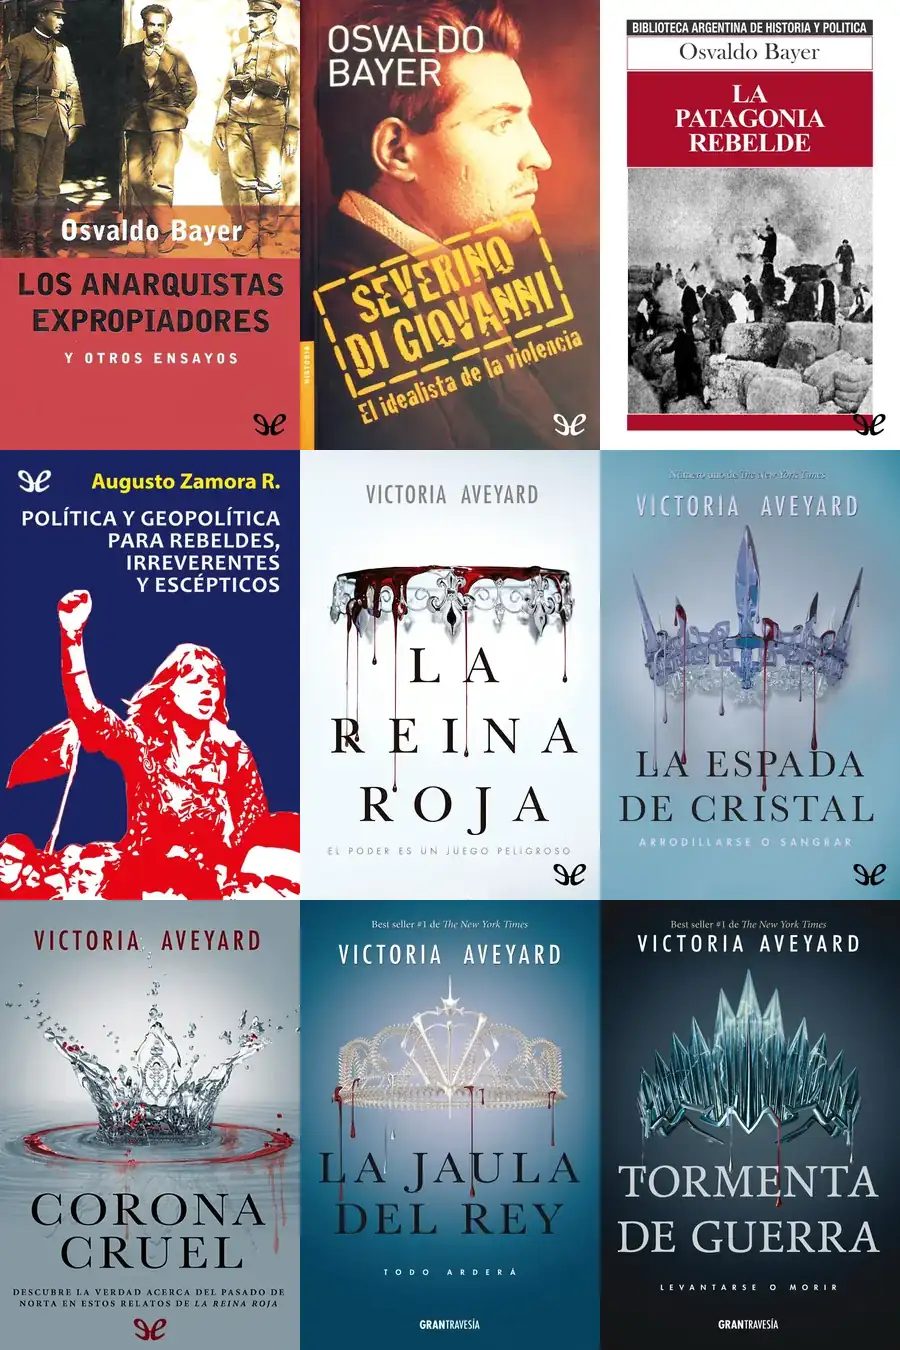 Osvaldo Bayer
LOS ANARQUISTAS
EXPROPIADORES
Y OTROS ENSAYOS
OSVALDO
BAYER
SEVERINO
DI GIOVANNI
El idealista de la violencia
HISTORIA
BIBLIOTECA ARGENTINA DE HISTORIA Y POLITICA
Osvaldo Bayer
LA
PATAGONIA
REBELDE
Augusto Zamora R.
POLÍTICA Y GEOPOLÍTICA
PARA REBELDES,
IRREVERENTES
Y ESCÉPTICOS
VICTORIA AVEYARD
LA
REINA
ROJA
EL PODER ES UN JUEGO PELIGROSO
Número uno de The New York Times
VICTORIA AVEYARD
LA ESPADA
DE CRISTAL
ARRODILLARSE O SANGRAR
VICTORIA AVEYARD
CORONA
CRUEL
DESCUBRE LA VERDAD ACERCA DEL PASADO DE
NORTA EN ESTOS RELATOS DE LA REINA ROJA
Best seller #1 de The New York Times
VICTORIA AVEYARD
LA JAULA
DEL REY
TODO ARDERÁ
GRANTRAVESÍA
Best seller #1 de The New York Times
VICTORIA AVEYARD
TORMENTA
DE GUERRA
LEVANTARSE O MORIR
GRANTRAVESÍA